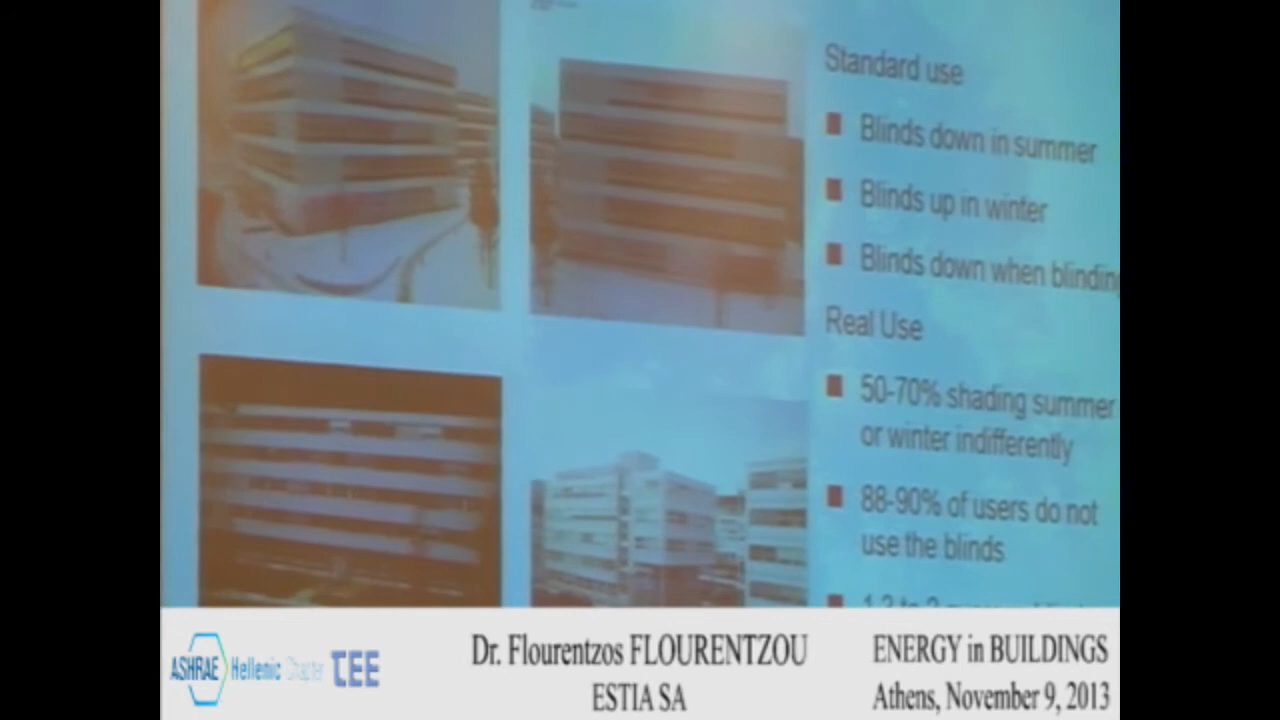 Standard use
Blinds down in summer
Blinds up in winter
Blinds down when blinding
Real Use
50-70% shading summer
or winter indifferently
88-90% of users do not
use the blinds
ASHRAE Hellenic Chapter TEE
Dr. Flourentzos FLOURENTZOU
ESTIA SA
ENERGY in BUILDINGS
Athens, November 9, 2013